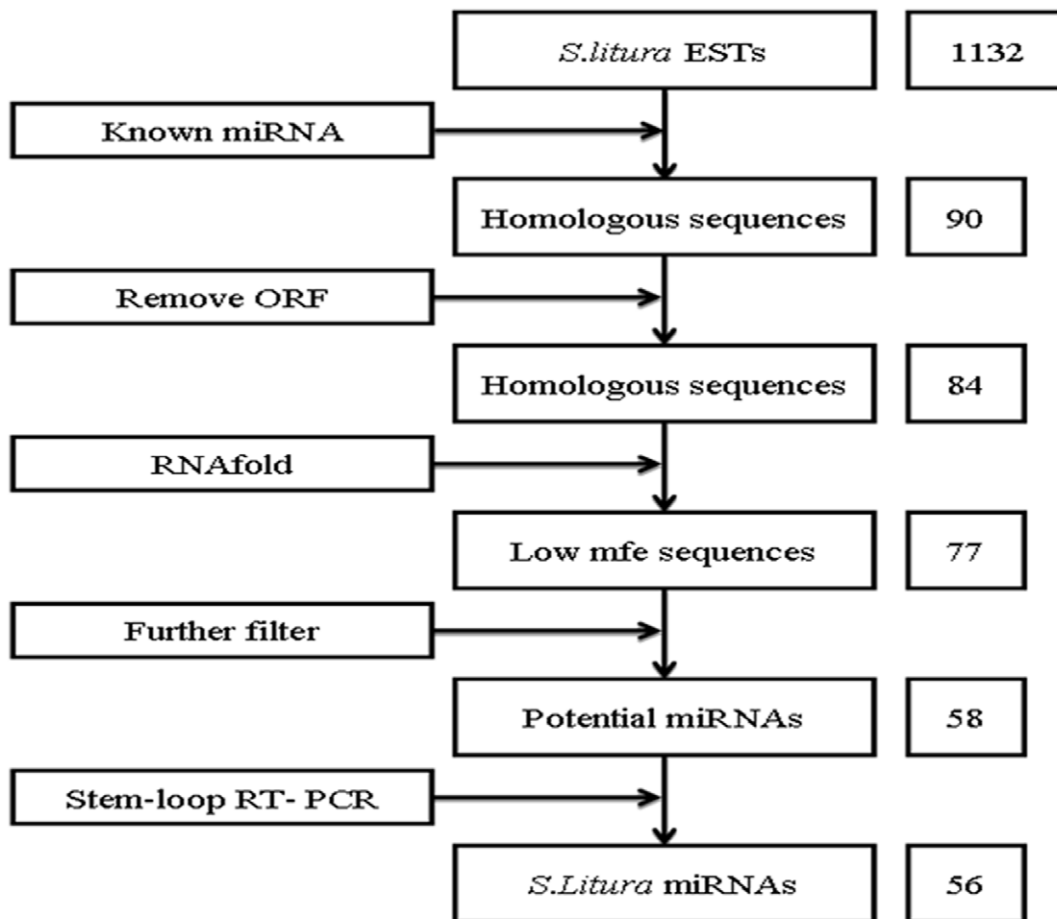 S.litura ESTs 1132
Known miRNA
Homologous sequences 90
Remove ORF
Homologous sequences 84
RNAfold
Low mfe sequences 77
Further filter
Potential miRNAs 58
Stem-loop RT- PCR
S.Litura miRNAs 56